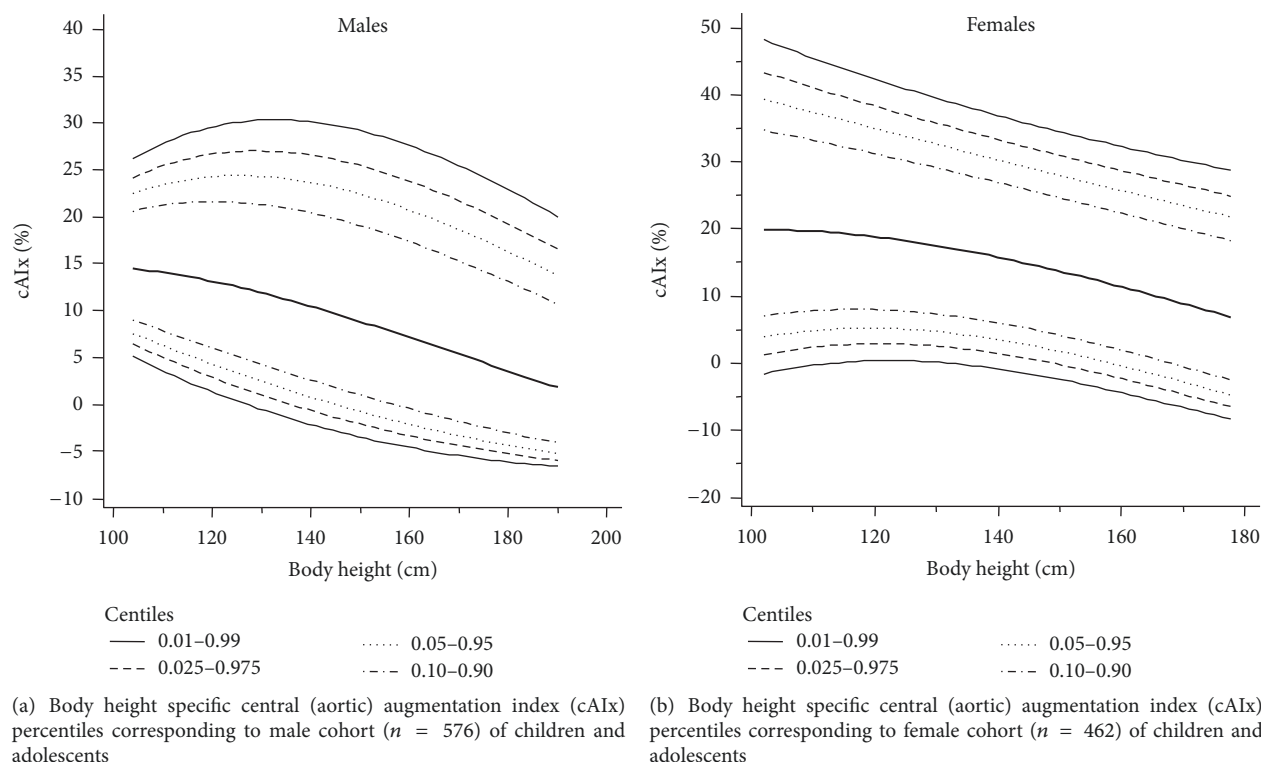 Males
40
35
30
25
20
15
10
5
0
−5
−10
cAIx (%)
100
120
140
160
180
200
Body height (cm)
Centiles
0.01–0.99
0.025–0.975
0.05–0.95
0.10–0.90
(a) Body height specific central (aortic) augmentation index (cAIx)
percentiles corresponding to male cohort (n = 576) of children and
adolescents
Females
50
40
30
20
10
0
−10
−20
cAIx (%)
100
120
140
160
180
Body height (cm)
Centiles
0.01–0.99
0.025–0.975
0.05–0.95
0.10–0.90
(b) Body height specific central (aortic) augmentation index (cAIx)
percentiles corresponding to female cohort (n = 462) of children and
adolescents